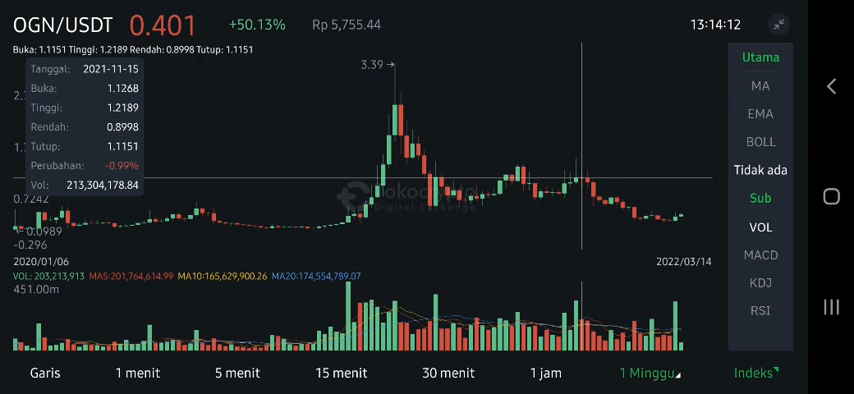 OGN/USDT 0.401 +50.13% Rp 5,755.44 13:14:12
Buka: 1.1151 Tinggi: 1.2189 Rendah: 0.8998 Tutup: 1.1151
Tanggal: 2021-11-15
Buka: 1.1268
Tinggi: 1.2189
Rendah: 0.8998
Tutup: 1.1151
Perubahan: -0.99%
Vol: 213,304,178.84
3.39
0.7242
0.0989
-0.296
2020/01/06 2022/03/14
Digital Exchange
VOL: 203,213,913 MA5:201,764,614.99 MA10:165,629,900.26 MA20:174,554,789.07
451.00m
Utama
MA
EMA
BOLL
Tidak ada
Sub
VOL
MACD
KDJ
RSI
Garis 1 menit 5 menit 15 menit 30 menit 1 jam 1 Minggu Indeks